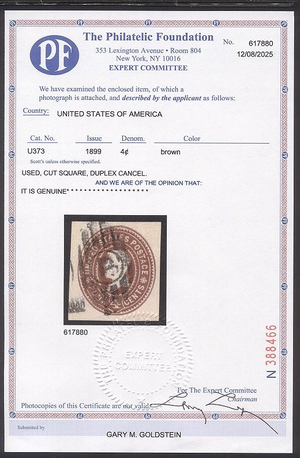 The Philatelic Foundation
353 Lexington Avenue • Room 804
New York, NY 10016
EXPERT COMMITTEE
No. 617880
12/08/2025
PF
We have examined the enclosed item, of which a
photograph is attached, and described by the applicant as follows:
Country: UNITED STATES OF AMERICA
Cat. No. Issue Denom. Color
U373 1899 4¢ brown
Scott's unless otherwise specified.
USED, CUT SQUARE, DUPLEX CANCEL.
AND WE ARE OF THE OPINION THAT:
IT IS GENUINE* * * * * * * * * * * * * * * * * *
UNITED STATES POSTAGE
CENTS
617880
EXPERT
COMMITTEE
N 388466
For The Expert Committee
Chairman
Photocopies of this Certificate are not valid
Submitted by
GARY M. GOLDSTEIN